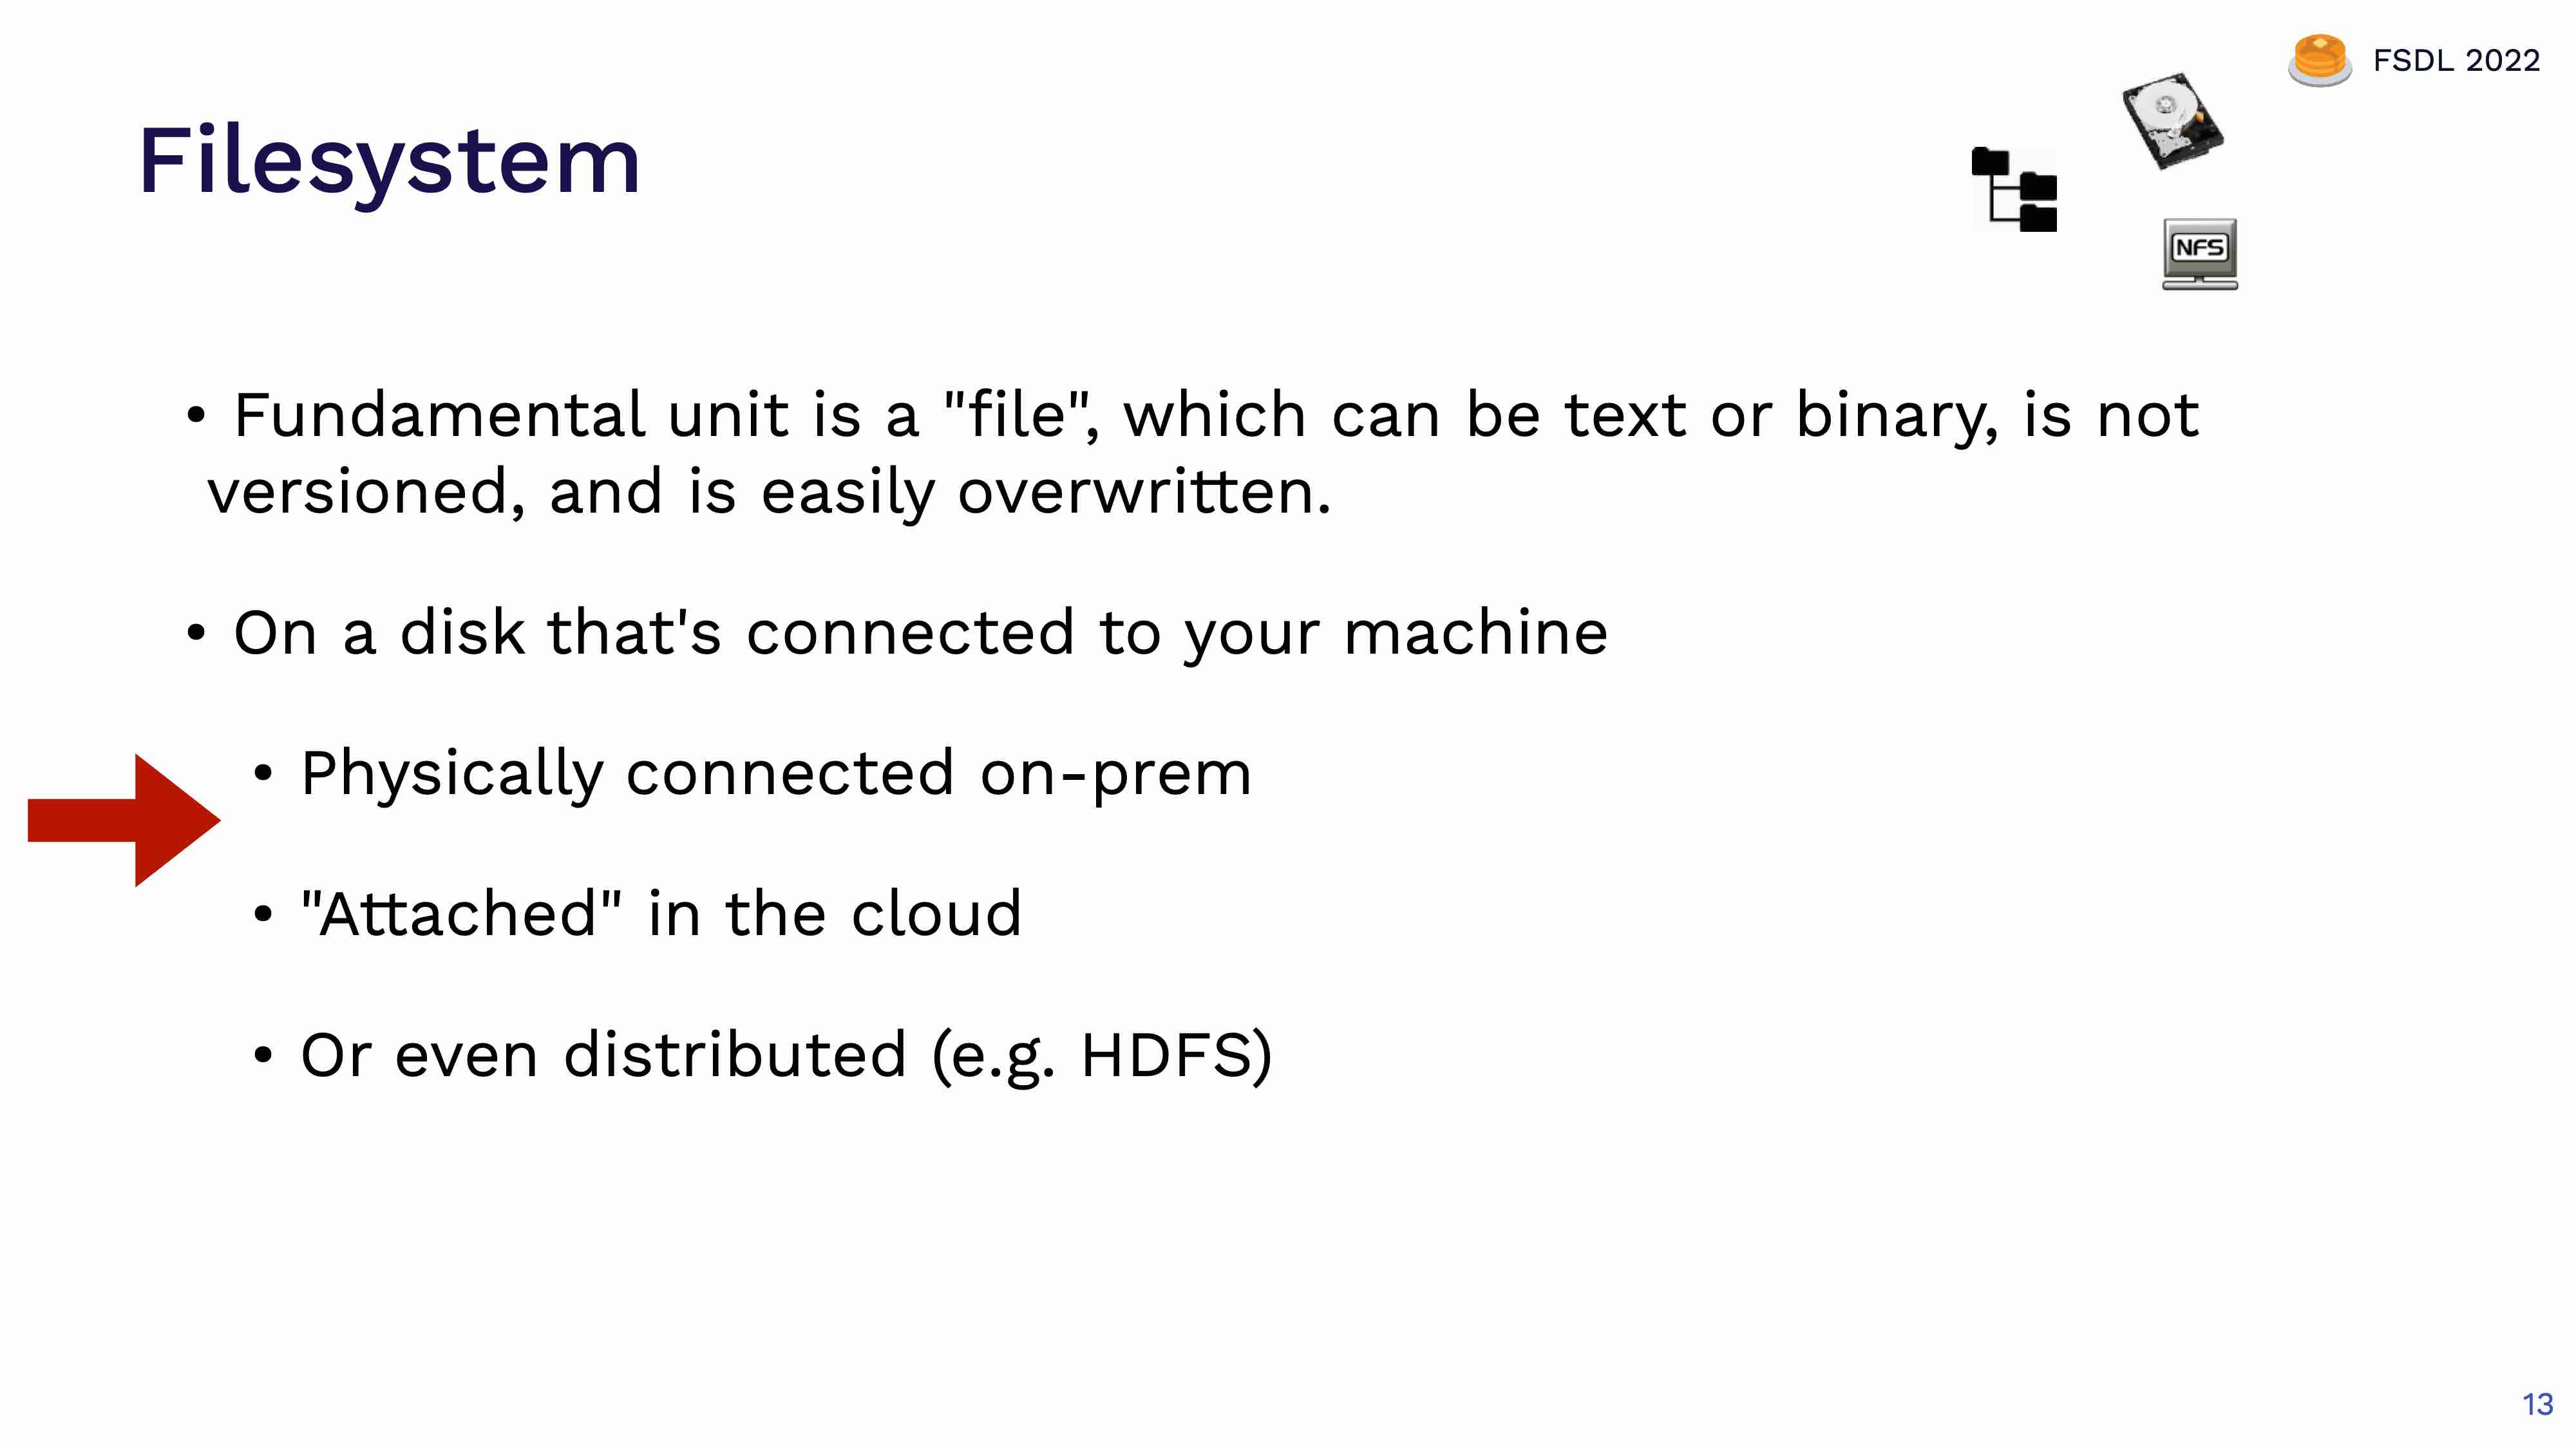 FSDL 2022
Filesystem
NFS
• Fundamental unit is a "file", which can be text or binary, is not
versioned, and is easily overwritten.
• On a disk that's connected to your machine
• Physically connected on-prem
• "Attached" in the cloud
• Or even distributed (e.g. HDFS)
13